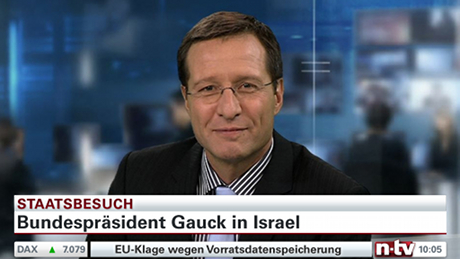 STAATSBESUCH
Bundespräsident Gauck in Israel
DAX ▲ 7.079 EU-Klage wegen Vorratsdatenspeicherung n-tv 10:05